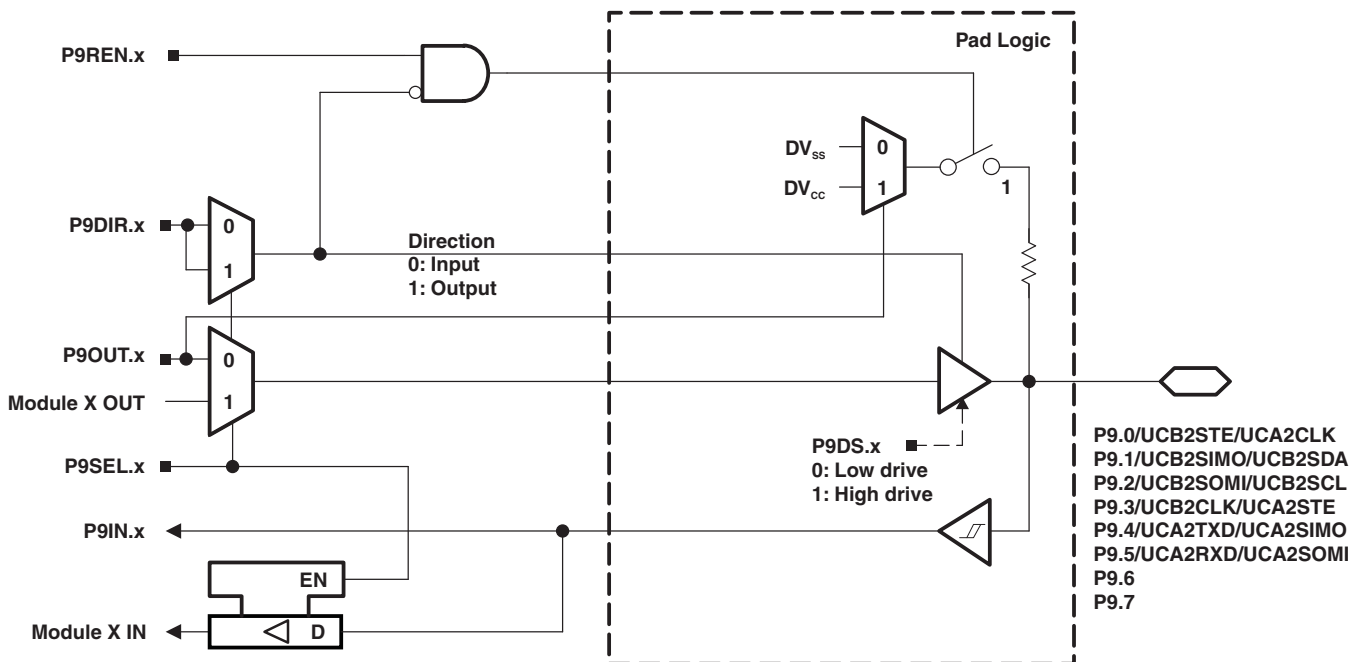 Pad Logic
P9REN.x
DVSS
0
DVCC
1
1
P9DIR.x
0
1
Direction
0: Input
1: Output
P9OUT.x
0
Module X OUT
1
P9DS.x
0: Low drive
1: High drive
P9SEL.x
P9IN.x
EN
Module X IN
D
P9.0/UCB2STE/UCA2CLK
P9.1/UCB2SIMO/UCB2SDA
P9.2/UCB2SOMI/UCB2SCL
P9.3/UCB2CLK/UCA2STE
P9.4/UCA2TXD/UCA2SIMO
P9.5/UCA2RXD/UCA2SOMI
P9.6
P9.7